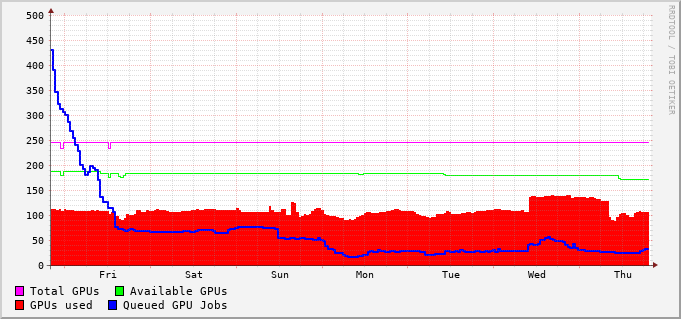 500
450
400
350
300
250
200
150
100
50
0
Fri Sat Sun Mon Tue Wed Thu
Total GPUs Available GPUs
GPUs used Queued GPU Jobs
RRDTOOL / TOBI OETIKER